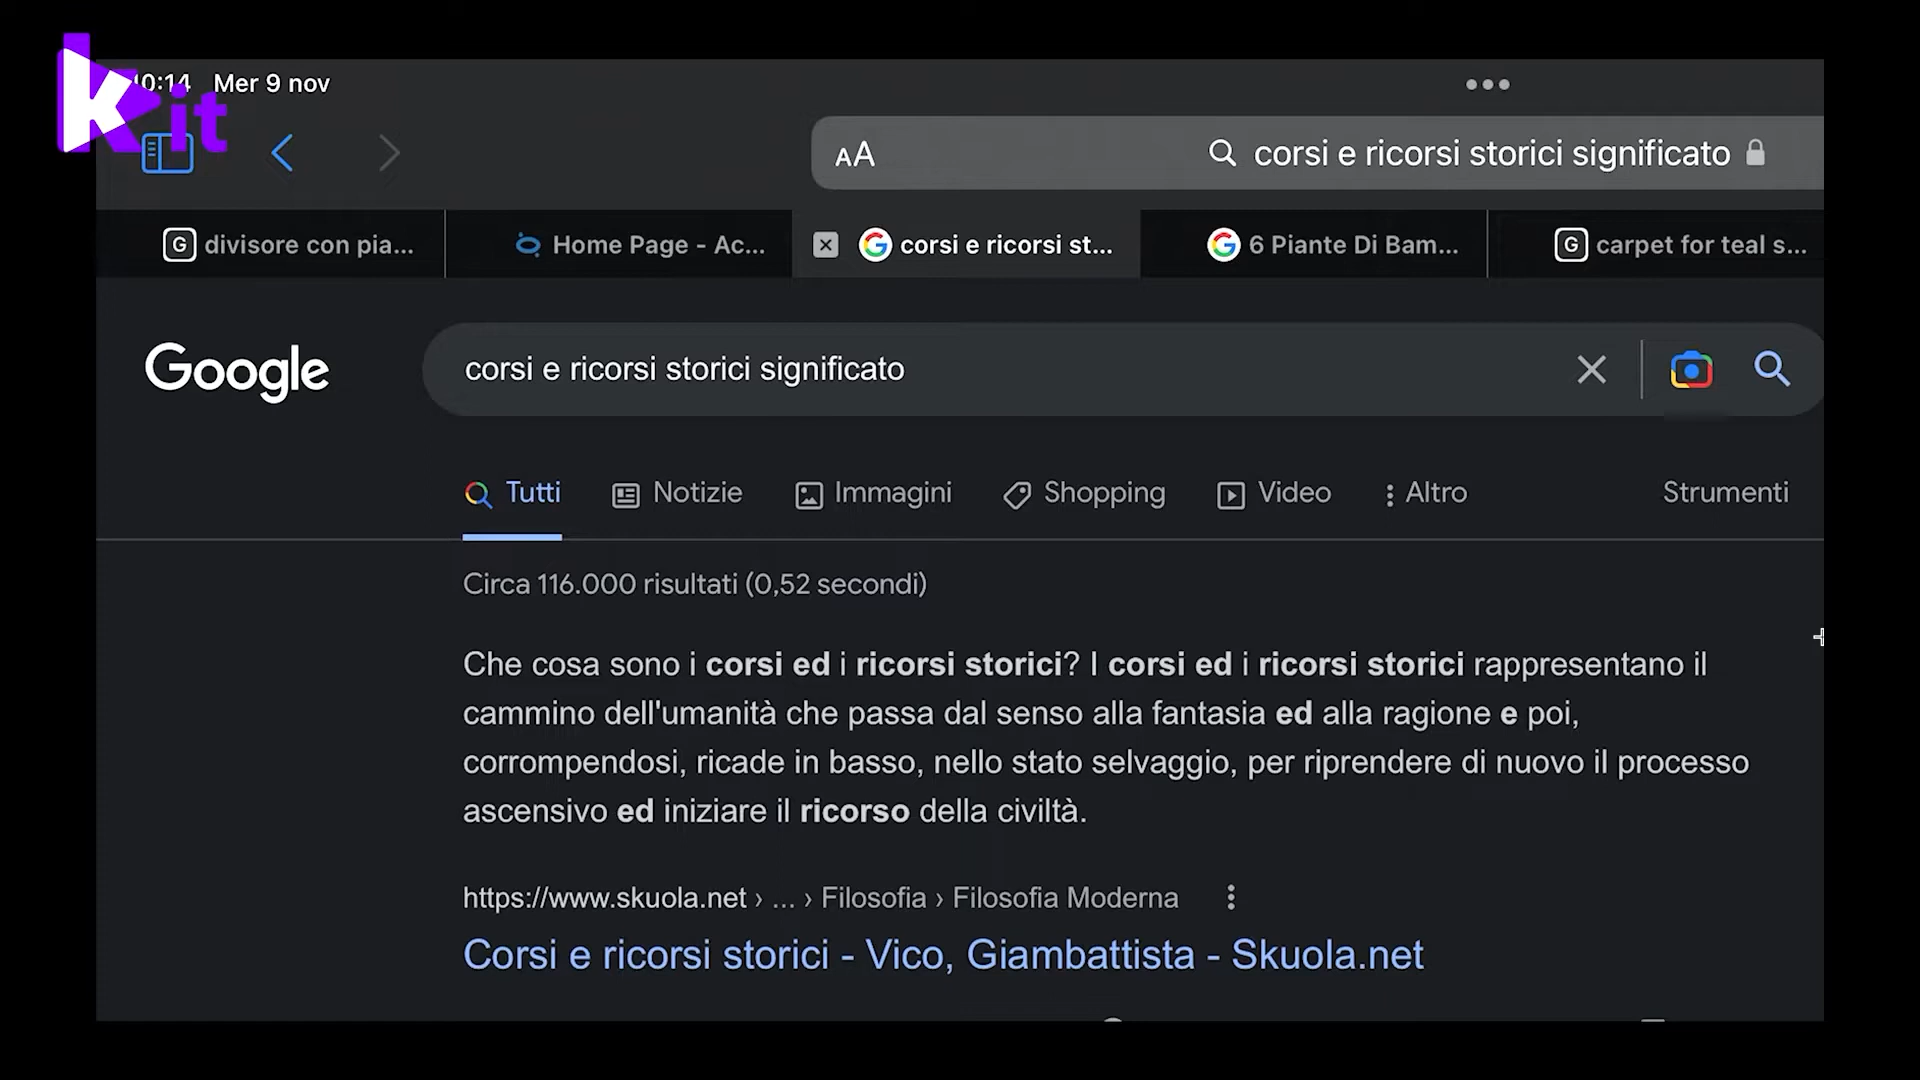 kit
0:14 Mer 9 nov
AA corsi e ricorsi storici significato
G divisore con pia... Home Page - Ac... G corsi e ricorsi st... G 6 Piante Di Bam... G carpet for teal s...
Google corsi e ricorsi storici significato
Tutti Notizie Immagini Shopping Video Altro Strumenti
Circa 116.000 risultati (0,52 secondi)
Che cosa sono i corsi ed i ricorsi storici? I corsi ed i ricorsi storici rappresentano il
cammino dell'umanità che passa dal senso alla fantasia ed alla ragione e poi,
corrompendosi, ricade in basso, nello stato selvaggio, per riprendere di nuovo il processo
ascensivo ed iniziare il ricorso della civiltà.
https://www.skuola.net › ... › Filosofia › Filosofia Moderna
Corsi e ricorsi storici - Vico, Giambattista - Skuola.net